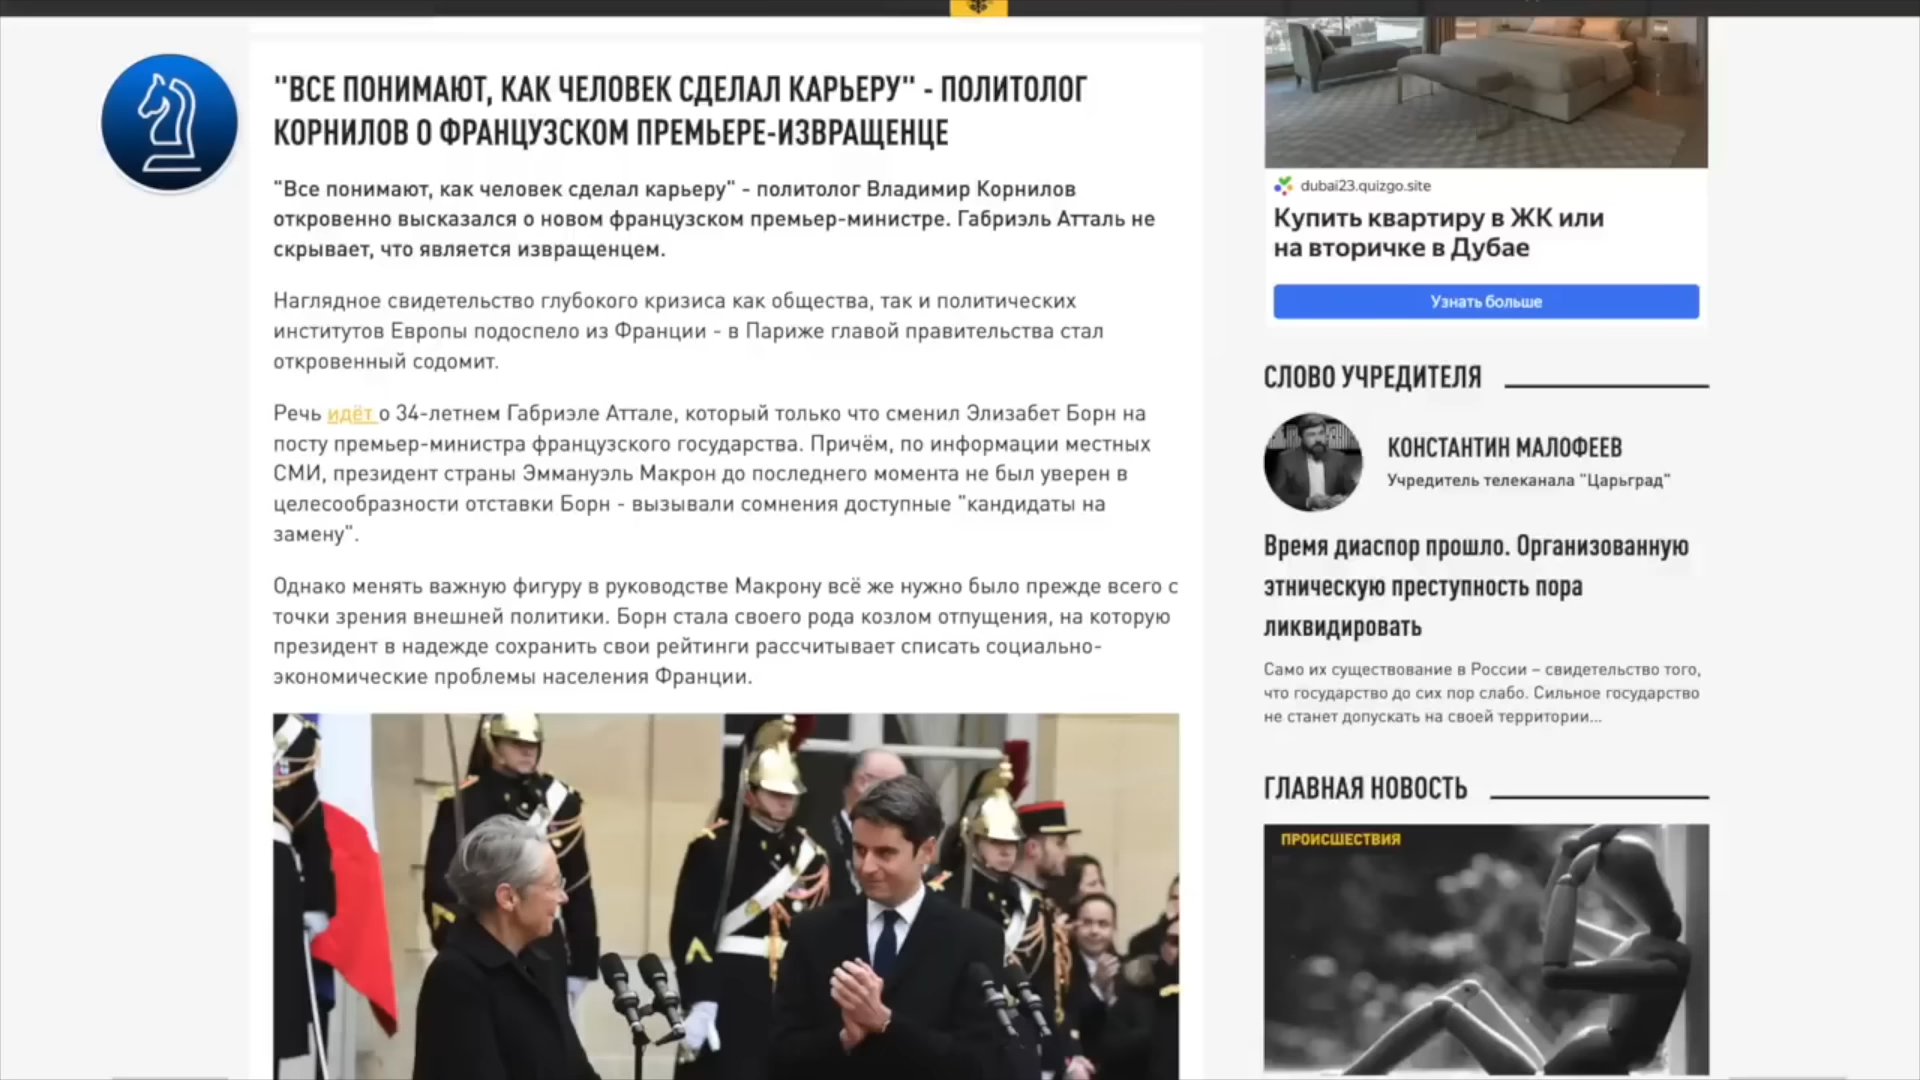 "ВСЕ ПОНИМАЮТ, КАК ЧЕЛОВЕК СДЕЛАЛ КАРЬЕРУ" - ПОЛИТОЛОГ
КОРНИЛОВ О ФРАНЦУЗСКОМ ПРЕМЬЕРЕ-ИЗВРАЩЕНЦЕ
"Все понимают, как человек сделал карьеру" - политолог Владимир Корнилов
откровенно высказался о новом французском премьер-министре. Габриэль Атталь не
скрывает, что является извращенцем.
Наглядное свидетельство глубокого кризиса как общества, так и политических
институтов Европы подоспело из Франции - в Париже главой правительства стал
откровенный содомит.
Речь идёт о 34-летнем Габриэле Аттале, который только что сменил Элизабет Борн на
посту премьер-министра французского государства. Причём, по информации местных
СМИ, президент страны Эммануэль Макрон до последнего момента не был уверен в
целесообразности отставки Борн - вызывали сомнения доступные "кандидаты на
замену".
Однако менять важную фигуру в руководстве Макрону всё же нужно было прежде всего с
точки зрения внешней политики. Борн стала своего рода козлом отпущения, на которую
президент в надежде сохранить свои рейтинги рассчитывает списать социально-
экономические проблемы населения Франции.
dubai23.quizgo.site
Купить квартиру в ЖК или
на вторичке в Дубае
Узнать больше
СЛОВО УЧРЕДИТЕЛЯ
КОНСТАНТИН МАЛОФЕЕВ
Учредитель телеканала "Царьград"
Время диаспор прошло. Организованную
этническую преступность пора
ликвидировать
Само их существование в России – свидетельство того,
что государство до сих пор слабо. Сильное государство
не станет допускать на своей территории...
ГЛАВНАЯ НОВОСТЬ
ПРОИСШЕСТВИЯ